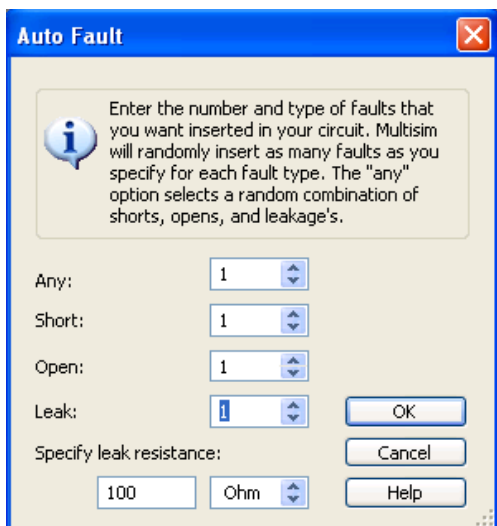 Auto Fault
Enter the number and type of faults that
you want inserted in your circuit. Multisim
will randomly insert as many faults as you
specify for each fault type. The "any"
option selects a random combination of
shorts, opens, and leakage's.
Any: 1
Short: 1
Open: 1
Leak: 1 OK
Specify leak resistance: Cancel
100 Ohm Help